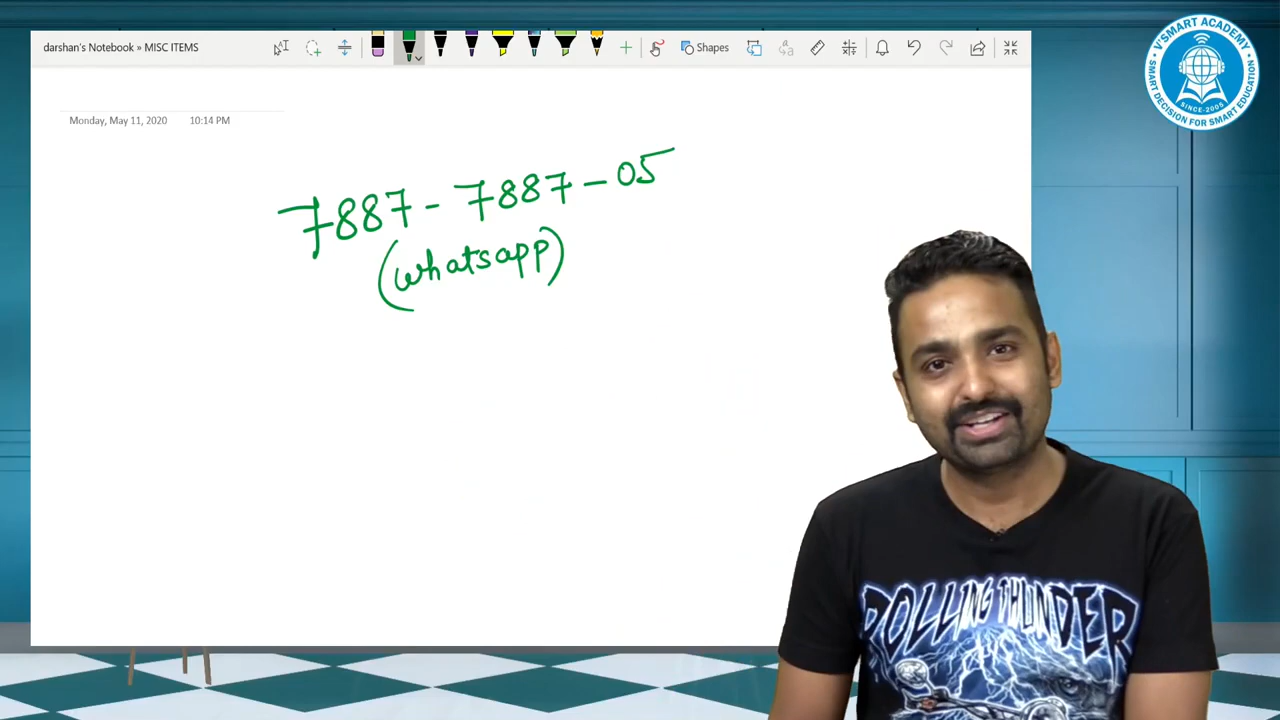 darshan's Notebook » MISC ITEMS
Shapes
Monday, May 11, 2020 10:14 PM
7887 - 7887 - 05
(whatsapp)
V'SMART ACADEMY
SMART DECISION FOR SMART EDUCATION
SINCE-2005
ROLLING THUNDER